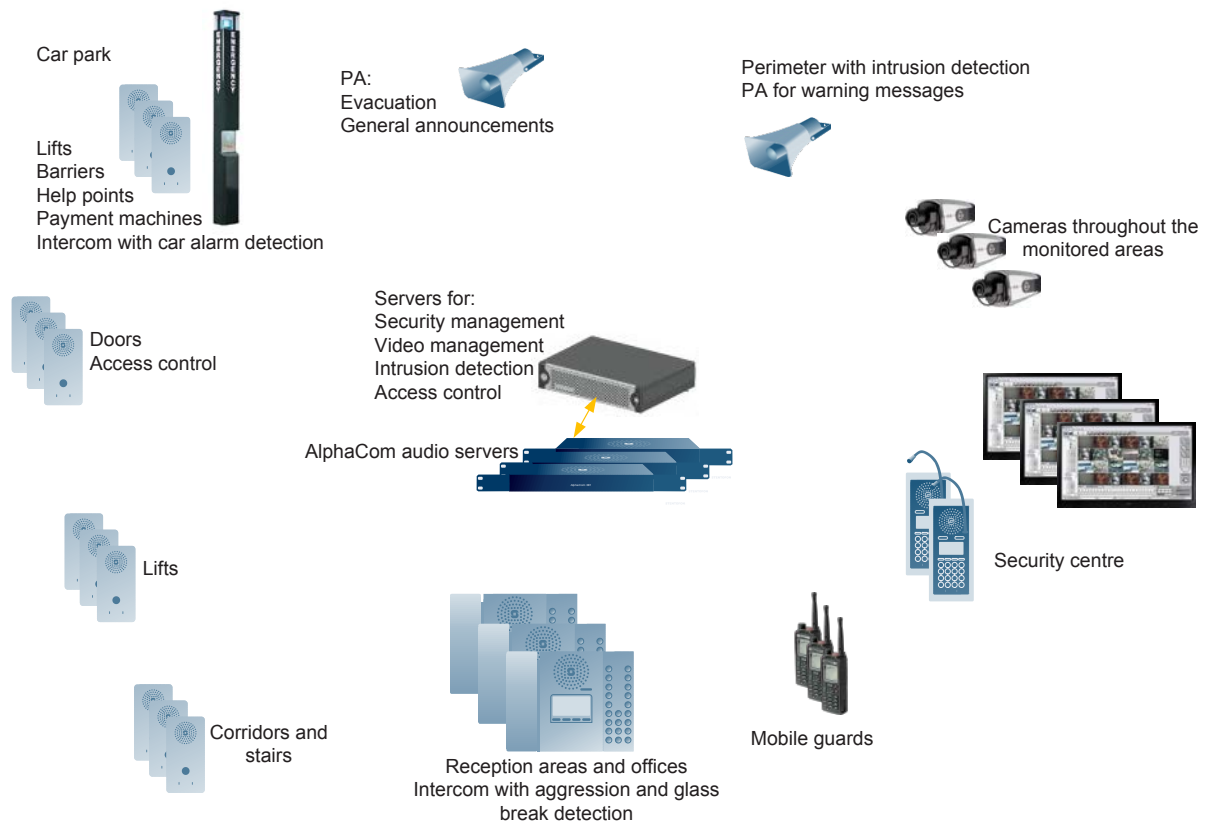 Car park
EMERGENCY
EMERGENCY
Lifts
Barriers
Help points
Payment machines
Intercom with car alarm detection
PA:
Evacuation
General announcements
Perimeter with intrusion detection
PA for warning messages
Cameras throughout the
monitored areas
Doors
Access control
Servers for:
Security management
Video management
Intrusion detection
Access control
AlphaCom audio servers
Security centre
Lifts
Corridors and
stairs
Reception areas and offices
Intercom with aggression and glass
break detection
Mobile guards